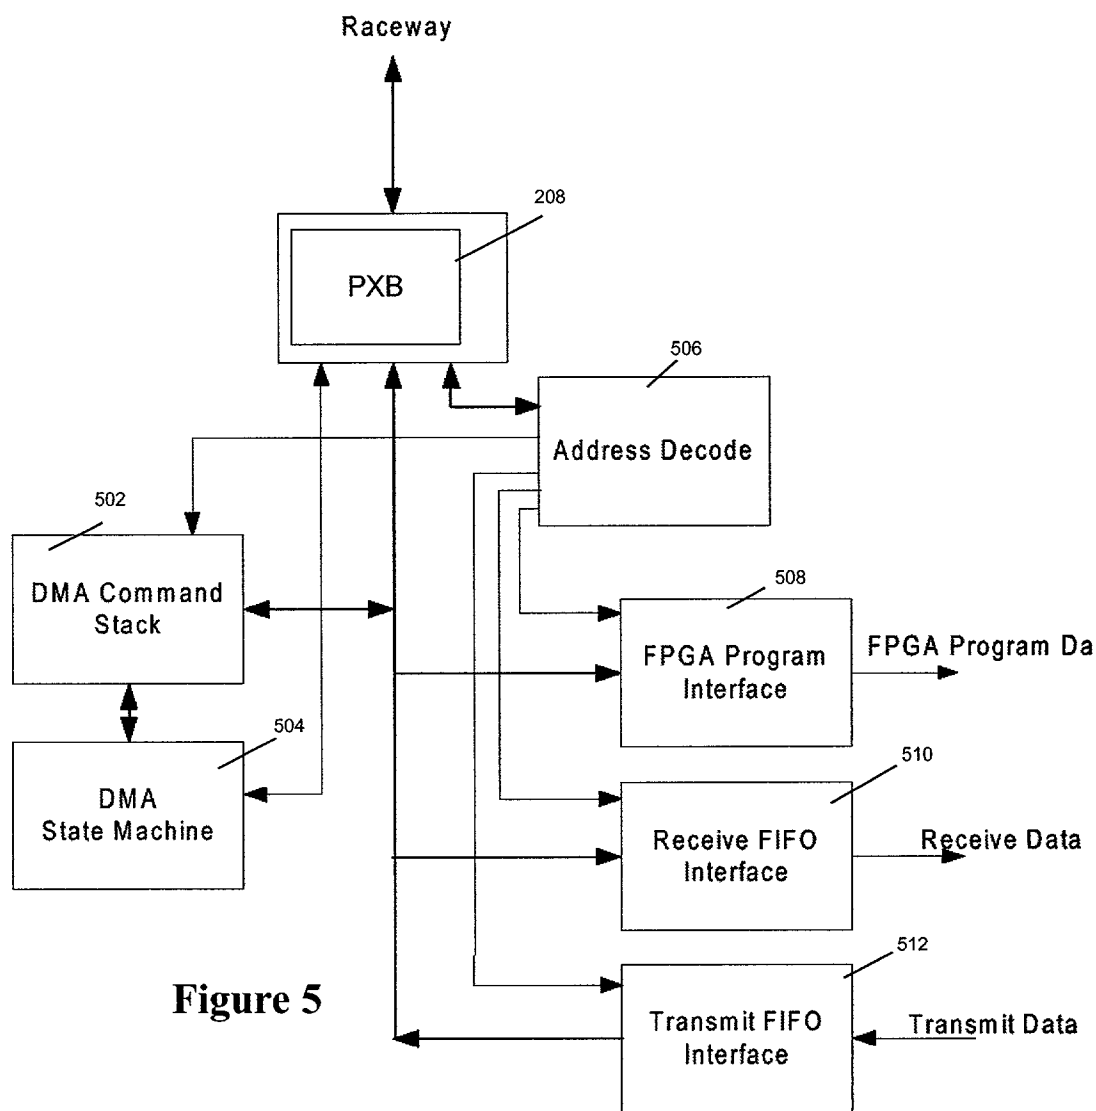 Raceway
208
PXB
506
Address Decode
502
DMA Command
Stack
508
FPGA Program
Interface
FPGA Program Da
504
DMA
State Machine
510
Receive FIFO
Interface
Receive Data
512
Transmit FIFO
Interface
Transmit Data
Figure 5